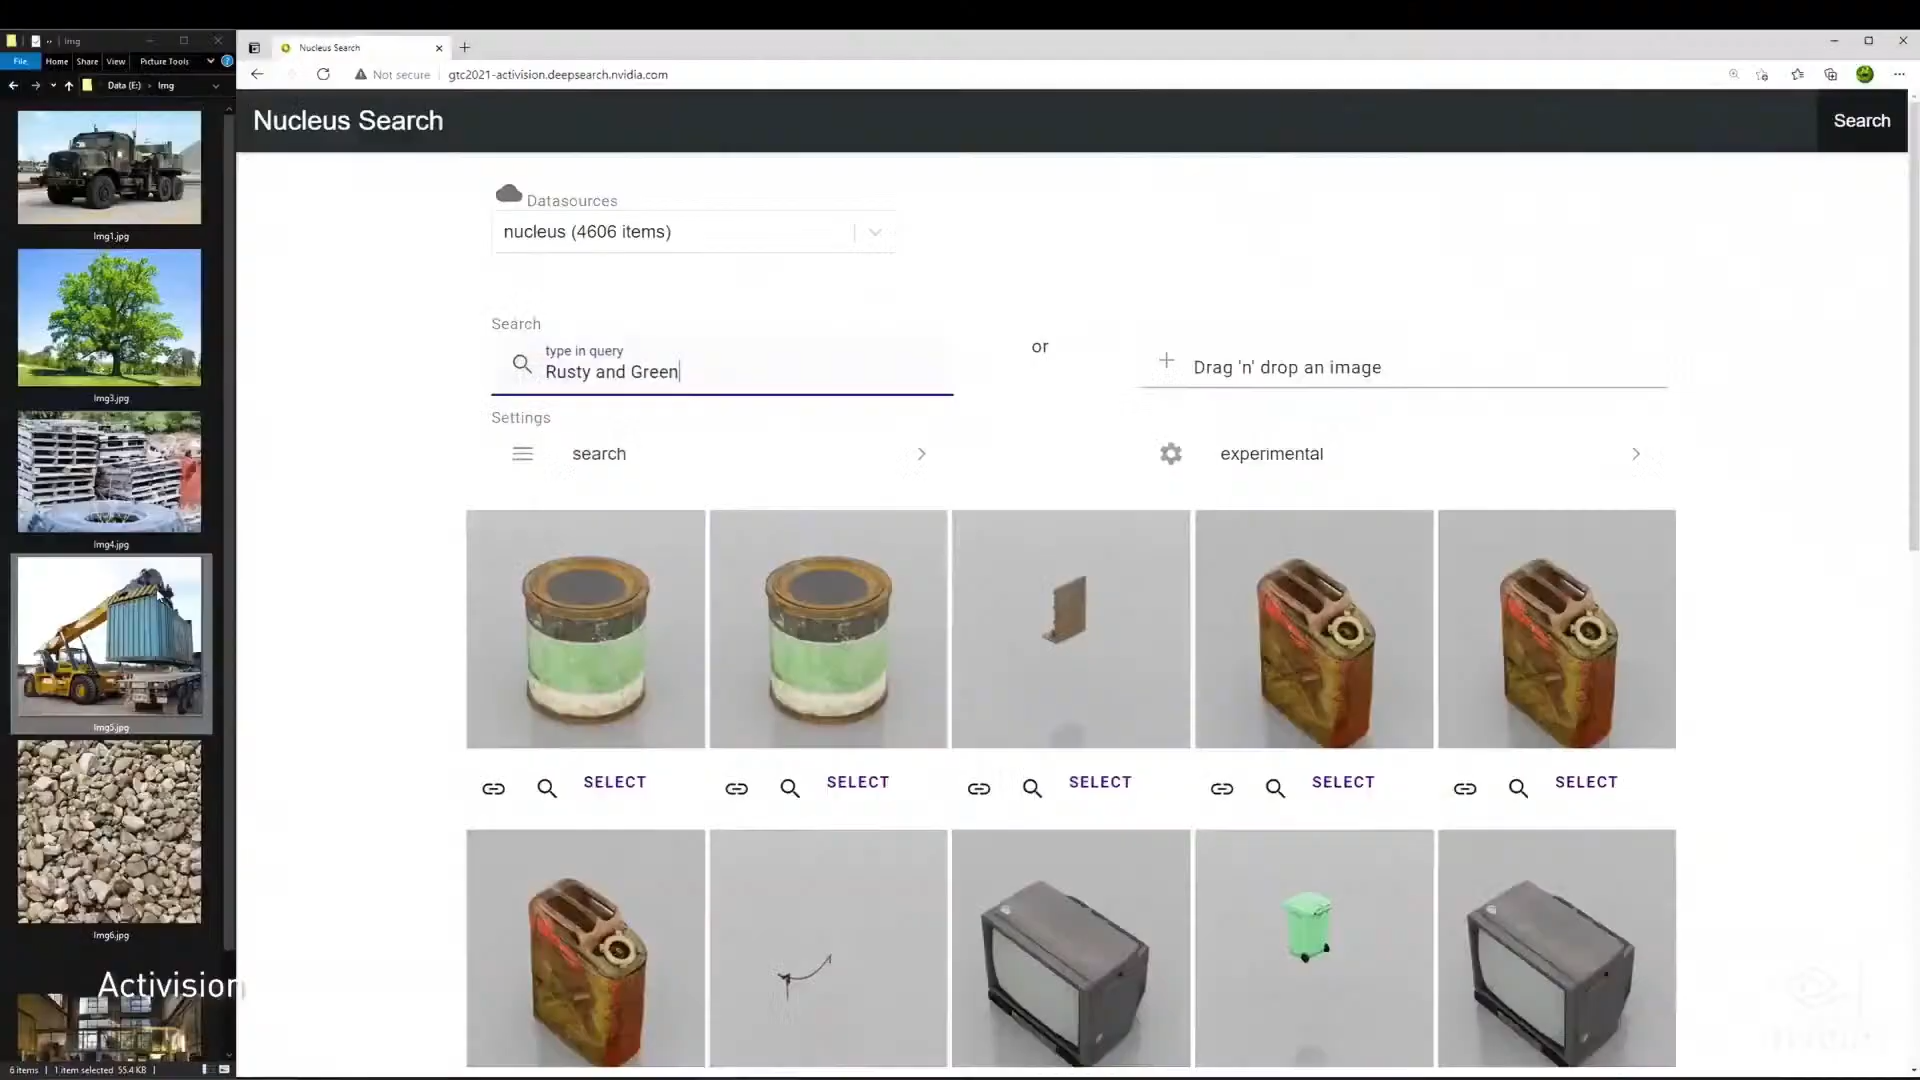 Img
File
Home
Share
View
Picture Tools
Data (E:) > Img
Img1.jpg
Img3.jpg
Img4.jpg
Img5.jpg
Img6.jpg
Activision
6 items
1 item selected 55.4 KB
Nucleus Search
Not secure
gtc2021-activision.deepsearch.nvidia.com
Nucleus Search
Search
Datasources
nucleus (4606 items)
Search
type in query
Rusty and Green
or
Drag 'n' drop an image
Settings
search
experimental
SELECT
SELECT
SELECT
SELECT
SELECT